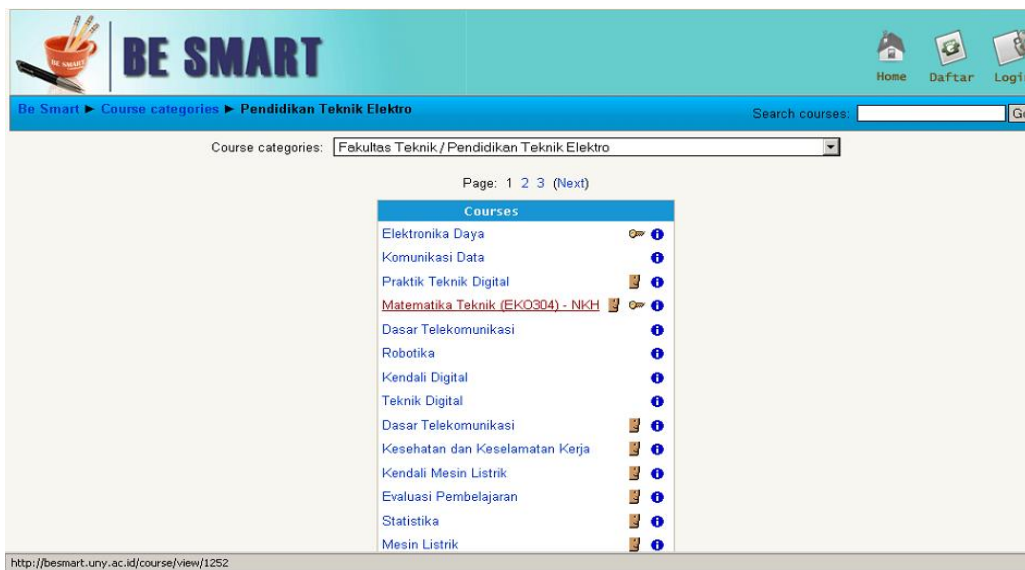 BE SMART
BE SMART
Home Daftar
Be Smart ► Course categories ► Pendidikan Teknik Elektro
Search courses:
Course categories: Fakultas Teknik / Pendidikan Teknik Elektro
Page: 1 2 3 (Next)
Courses
Elektronika Daya
Komunikasi Data
Praktik Teknik Digital
Matematika Teknik (EKO304) - NKH
Dasar Telekomunikasi
Robotika
Kendali Digital
Teknik Digital
Dasar Telekomunikasi
Kesehatan dan Keselamatan Kerja
Kendali Mesin Listrik
Evaluasi Pembelajaran
Statistika
Mesin Listrik
http://besmart.uny.ac.id/course/view/1252